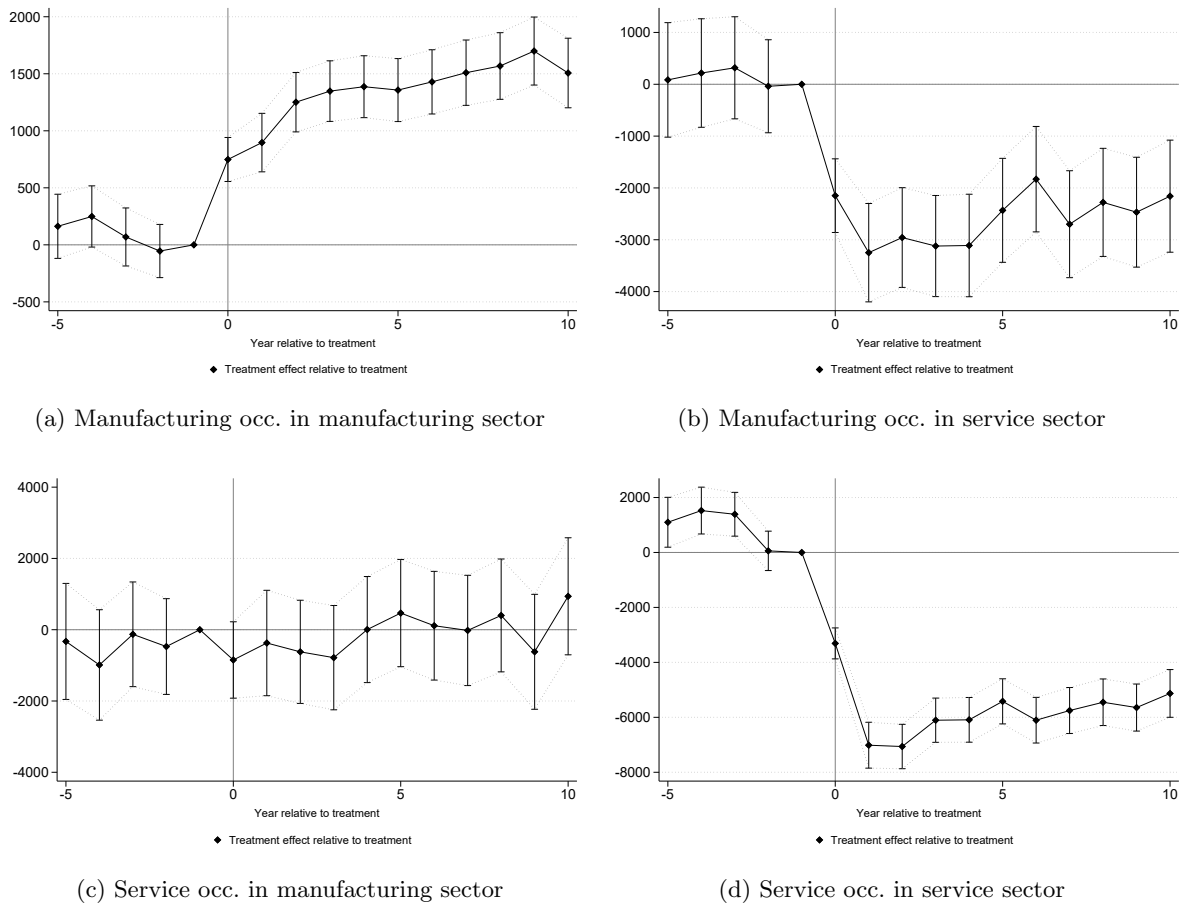 2000
1500
1000
500
0
-500
-5 0 5 10
Year relative to treatment
Treatment effect relative to treatment
(a) Manufacturing occ. in manufacturing sector
1000
0
-1000
-2000
-3000
-4000
-5 0 5 10
Year relative to treatment
Treatment effect relative to treatment
(b) Manufacturing occ. in service sector
4000
2000
0
-2000
-4000
-5 0 5 10
Year relative to treatment
Treatment effect relative to treatment
(c) Service occ. in manufacturing sector
2000
0
-2000
-4000
-6000
-8000
-5 0 5 10
Year relative to treatment
Treatment effect relative to treatment
(d) Service occ. in service sector